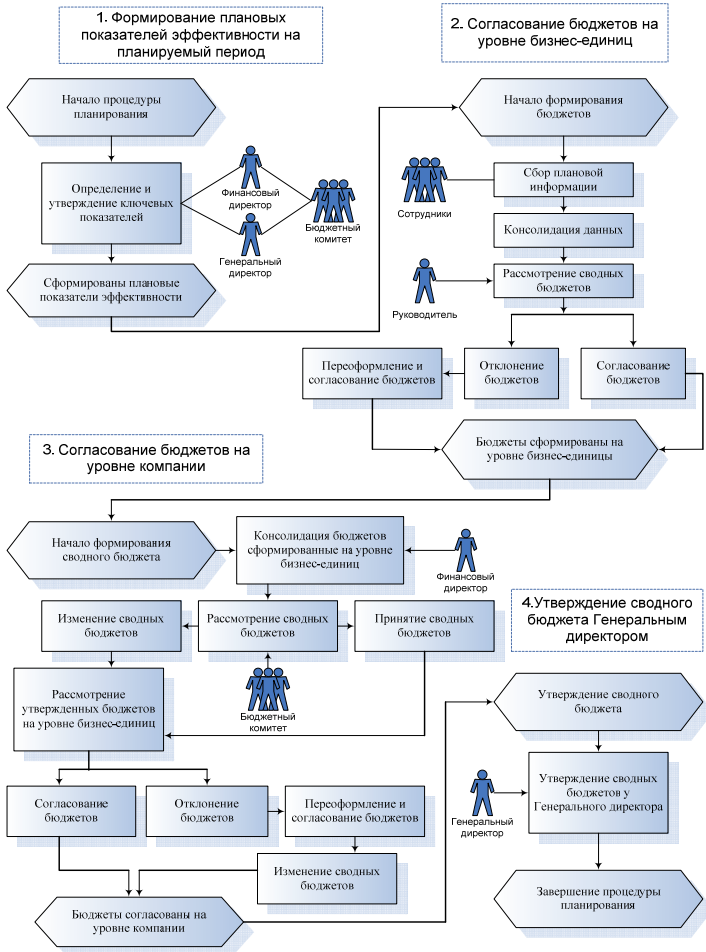 1. Формирование плановых
показателей эффективности на
планируемый период
Начало процедуры
планирования
Определение и
утверждение ключевых
показателей
Финансовый
директор
Генеральный
директор
Бюджетный
комитет
Сформированы плановые
показатели эффективности
2. Согласование бюджетов на
уровне бизнес-единиц
Начало формирования
бюджетов
Сбор плановой
информации
Сотрудники
Консолидация данных
Рассмотрение сводных
бюджетов
Руководитель
Переоформление и
согласование бюджетов
Отклонение
бюджетов
Согласование
бюджетов
Бюджеты сформированы на
уровне бизнес-единицы
3. Согласование бюджетов на
уровне компании
Начало формирования
сводного бюджета
Консолидация бюджетов
сформированные на уровне
бизнес-единиц
Финансовый
директор
Изменение сводных
бюджетов
Рассмотрение сводных
бюджетов
Принятие сводных
бюджетов
Бюджетный
комитет
Рассмотрение
утвержденных бюджетов
на уровне бизнес-единиц
Согласование
бюджетов
Отклонение
бюджетов
Переоформление и
согласование бюджетов
Изменение сводных
бюджетов
Бюджеты согласованы на
уровне компании
4.Утверждение сводного
бюджета Генеральным
директором
Утверждение сводного
бюджета
Утверждение сводных
бюджетов у
Генерального директора
Генеральный
директор
Завершение процедуры
планирования